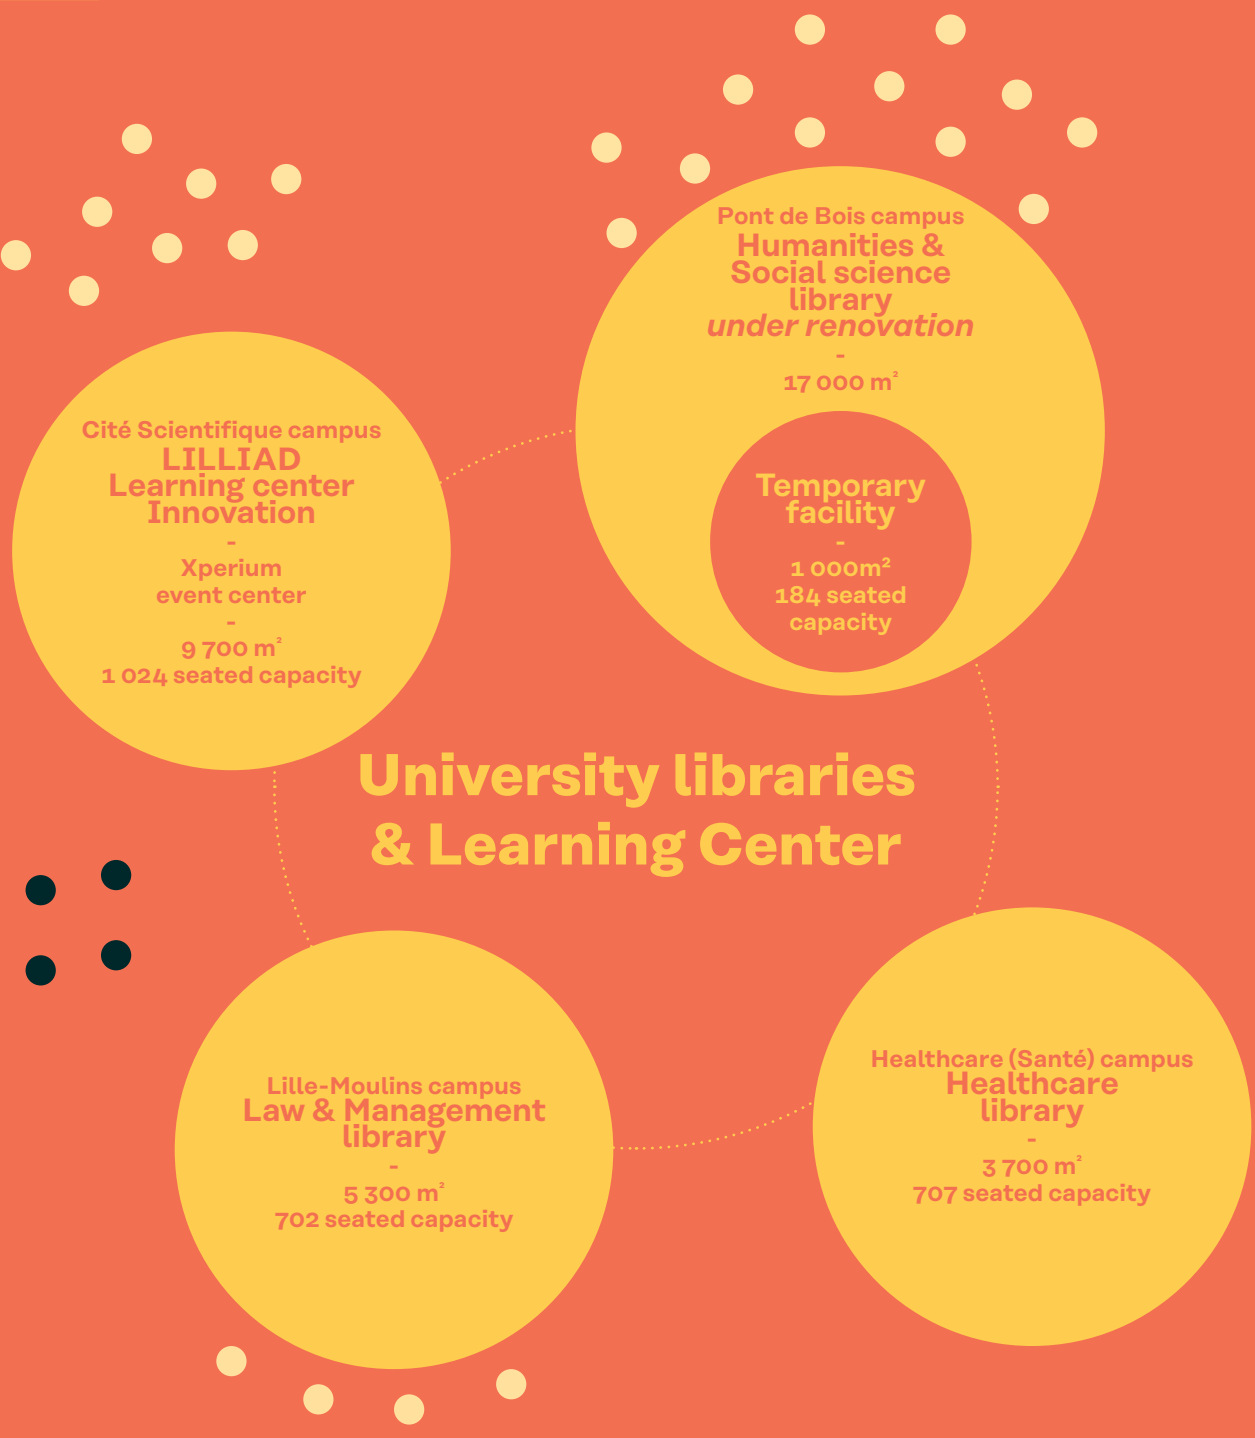 Pont de Bois campus
Humanities &
Social science
library
under renovation
-
17 000 m²
Temporary
facility
-
1 000m²
184 seated
capacity
Cité Scientifique campus
LILLIAD
Learning center
Innovation
-
Xperium
event center
-
9 700 m²
1 024 seated capacity
University libraries
& Learning Center
Lille-Moulins campus
Law & Management
library
-
5 300 m²
702 seated capacity
Healthcare (Santé) campus
Healthcare
library
-
3 700 m²
707 seated capacity